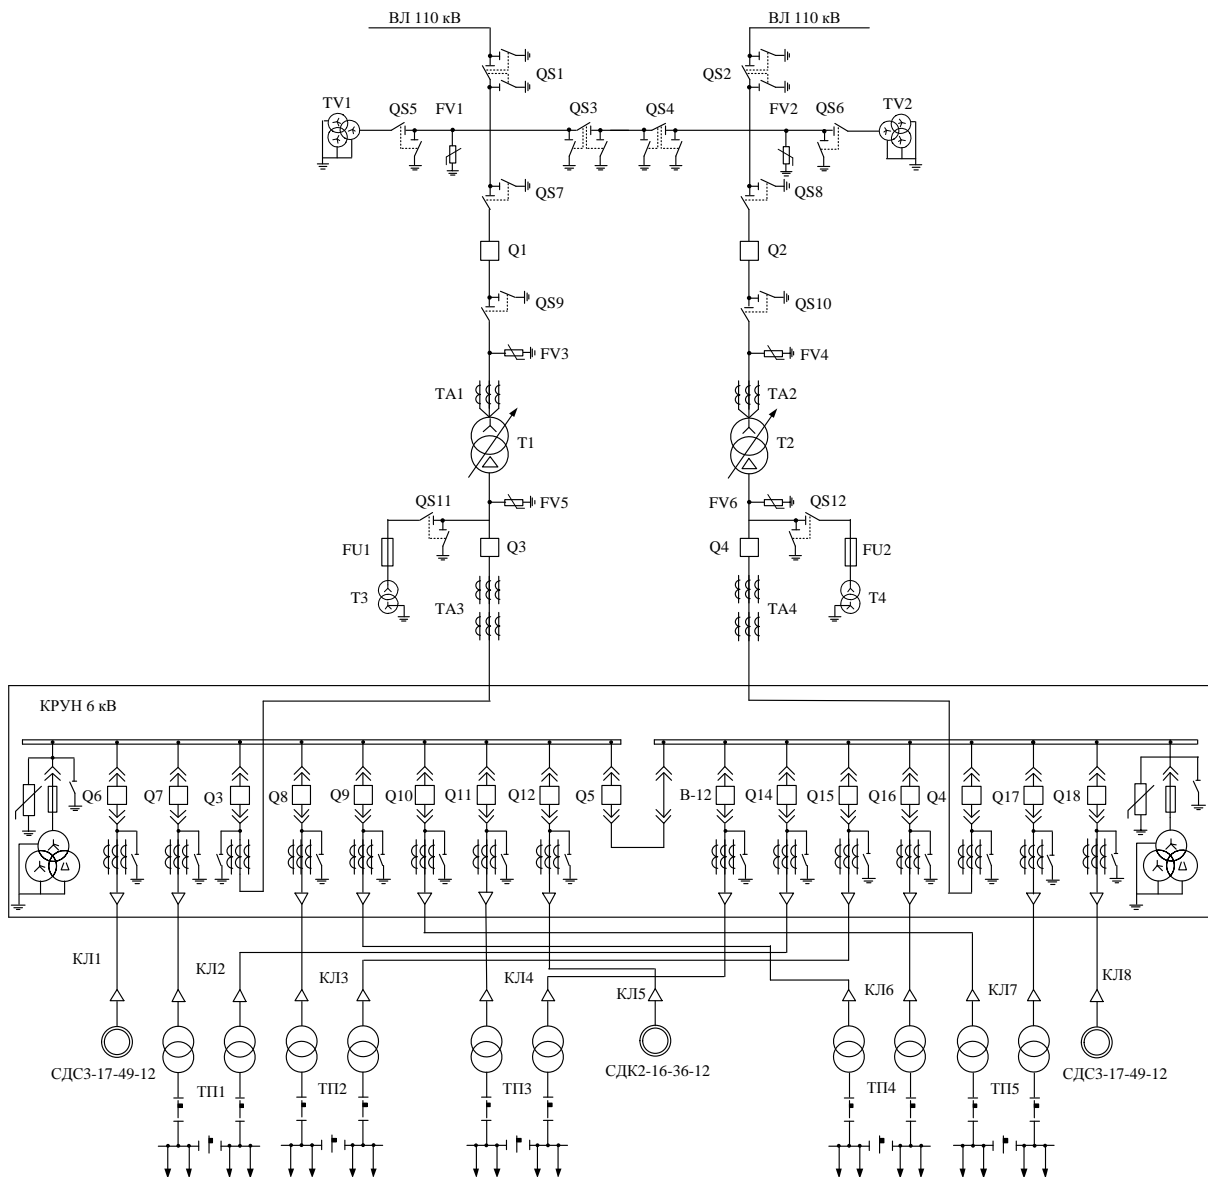 ВЛ 110 кВ ВЛ 110 кВ
QS1 QS2
TV1 QS5 FV1 QS3 QS4 FV2 QS6 TV2
QS7 QS8
Q1 Q2
QS9 QS10
FV3 FV4
TA1 TA2
T1 T2
QS11 FV5 FV6 QS12
FU1 Q3 Q4 FU2
T3 TA3 TA4 T4
КРУН 6 кВ
Q6 Q7 Q3 Q8 Q9 Q10 Q11 Q12 Q5 В-12 Q14 Q15 Q16 Q4 Q17 Q18
КЛ1 КЛ2 КЛ3 КЛ4 КЛ5 КЛ6 КЛ7 КЛ8
СДС3-17-49-12 СДК2-16-36-12 СДС3-17-49-12
ТП1 ТП2 ТП3 ТП4 ТП5